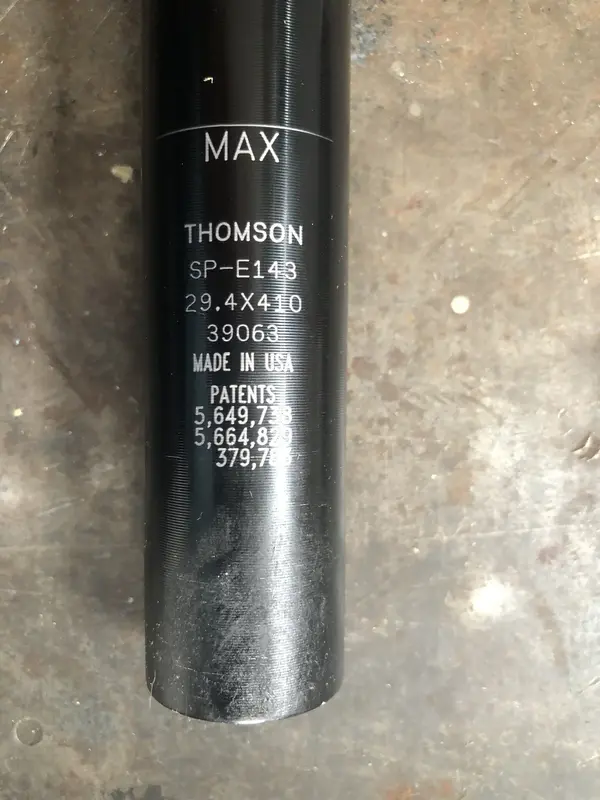 MAX
THOMSON
SP-E143
29.4X410
39063
MADE IN USA
PATENTS